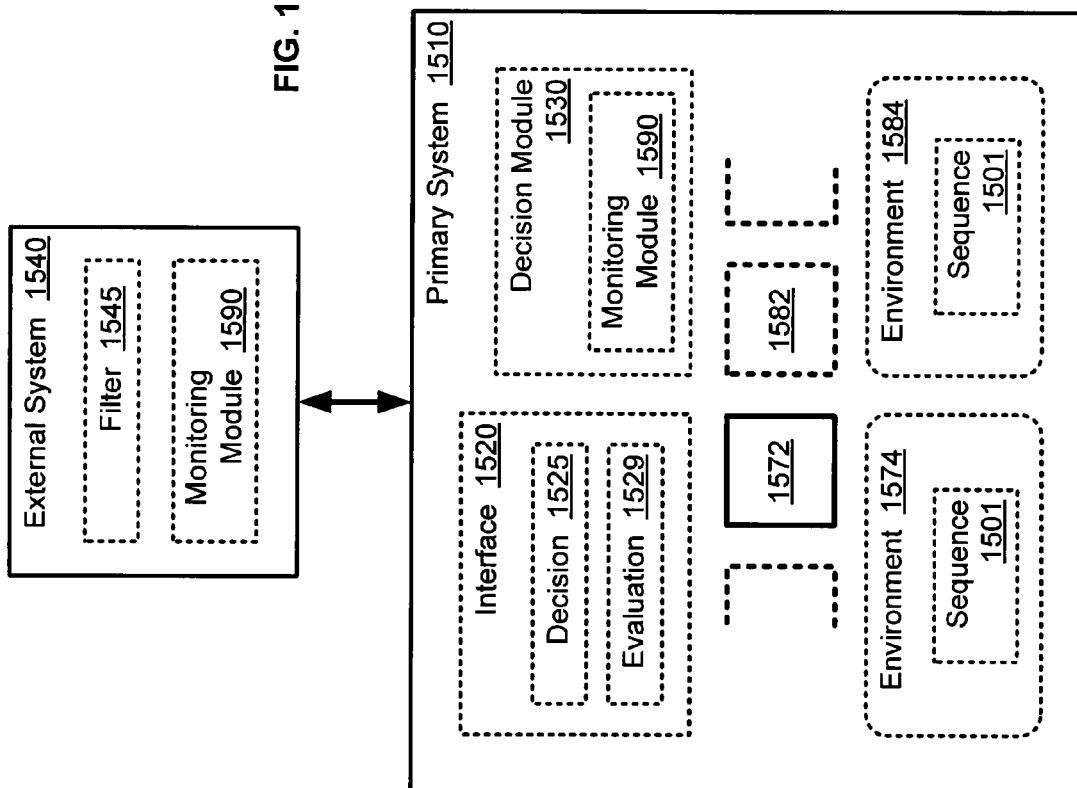 External System 1540
Filter 1545
Monitoring
Module 1590
FIG. 1
Primary System 1510
Interface 1520
Decision 1525
Evaluation 1529
Decision Module
1530
Monitoring
Module 1590
1572
1582
Environment 1574
Sequence
1501
Environment 1584
Sequence
1501